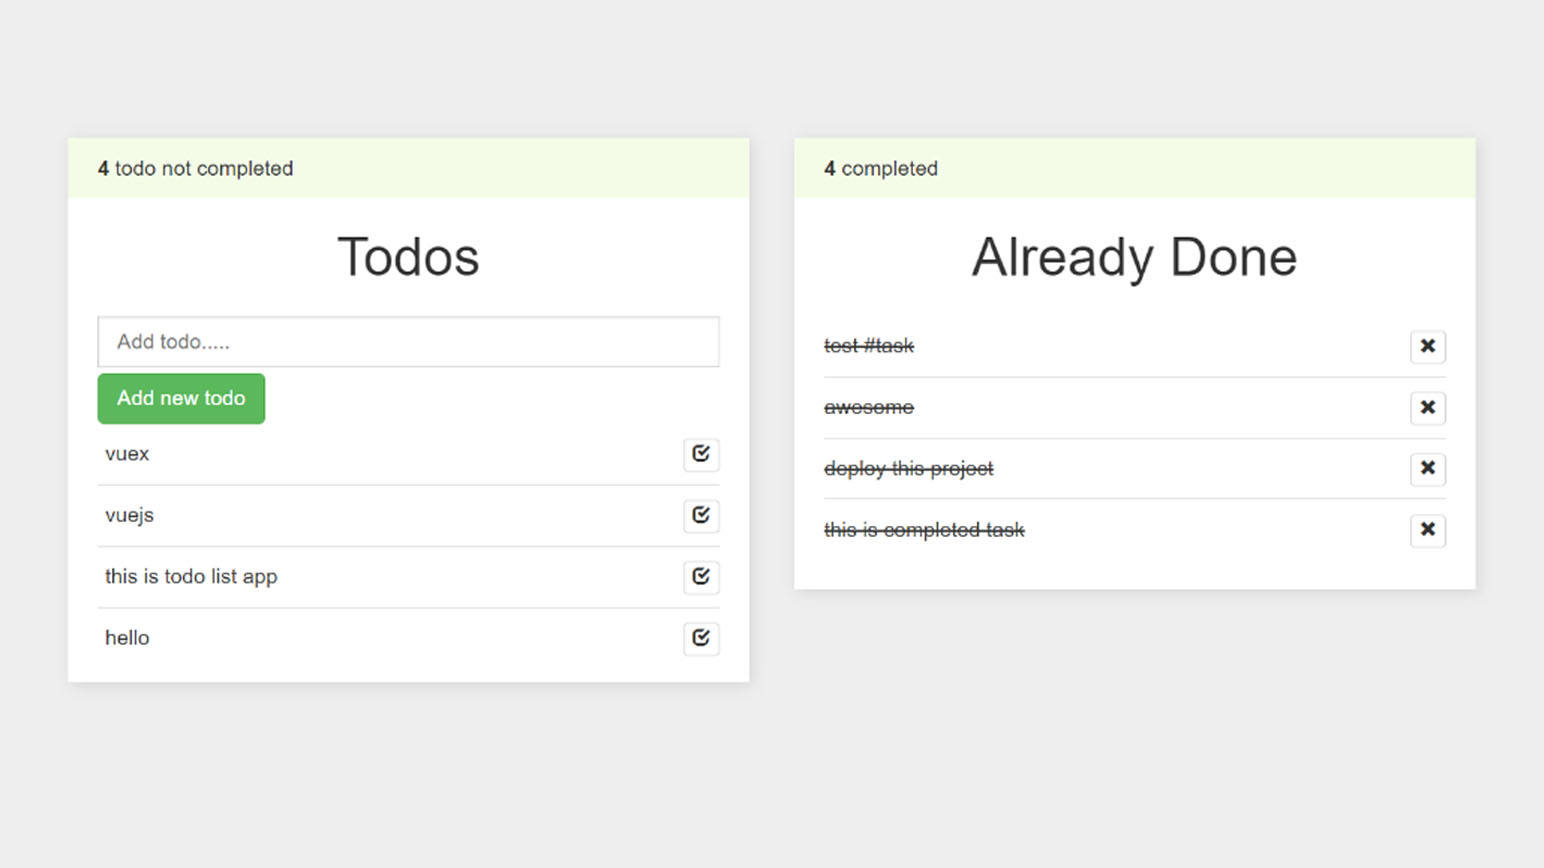 4 todo not completed
Todos
Add todo.....
Add new todo
vuex
vuejs
this is todo list app
hello
4 completed
Already Done
test #task
awesome
deploy this project
this is completed task